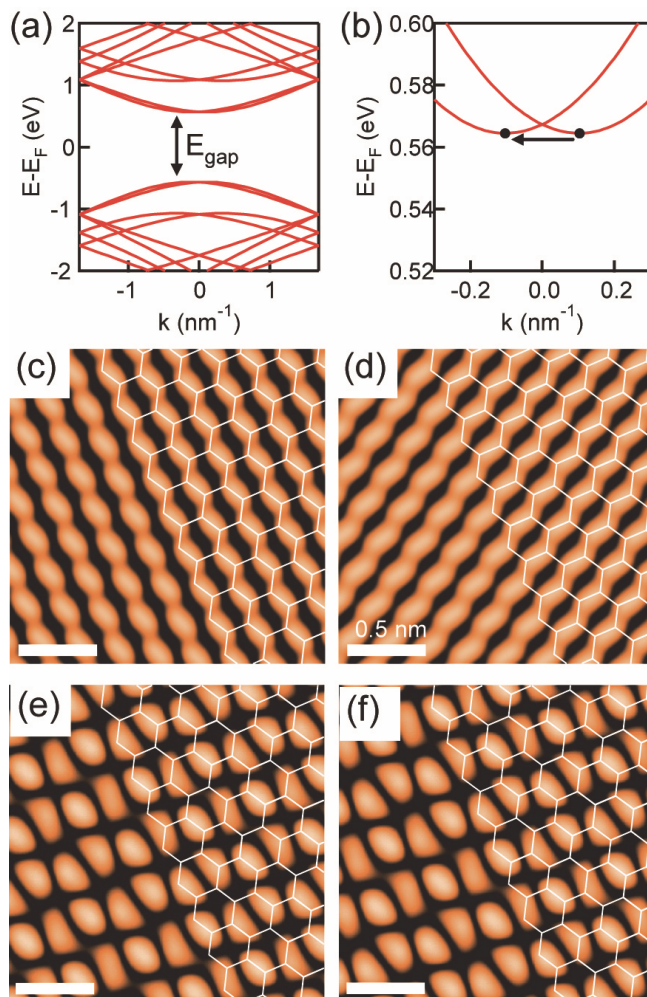 (a)
(b)
E-E_F (eV)
2
1
0
-1
-2
E_gap
-1
0
1
k (nm⁻¹)
E-E_F (eV)
0.60
0.58
0.56
0.54
0.52
-0.2
0.0
0.2
k (nm⁻¹)
(c)
(d)
0.5 nm
(e)
(f)